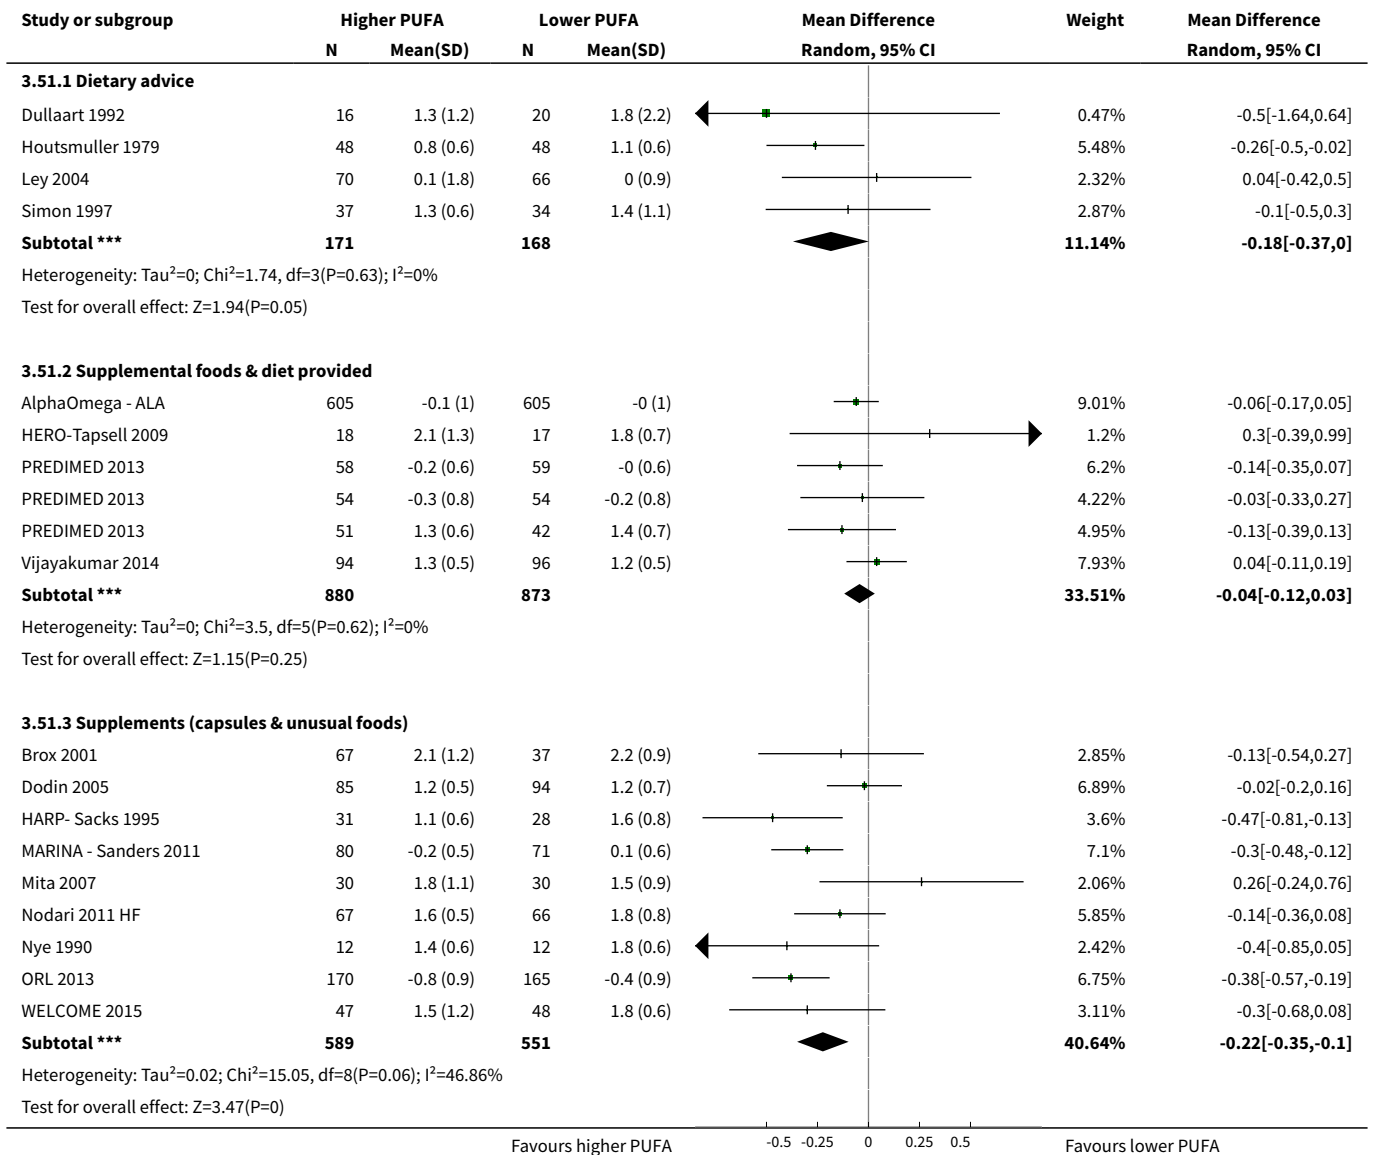 Study or subgroup Higher PUFA Lower PUFA Mean Difference Weight Mean Difference
N Mean(SD) N Mean(SD) Random, 95% CI Random, 95% CI
3.51.1 Dietary advice
Dullaart 1992 16 1.3 (1.2) 20 1.8 (2.2) 0.47% -0.5[-1.64,0.64]
Houtsmuller 1979 48 0.8 (0.6) 48 1.1 (0.6) 5.48% -0.26[-0.5,-0.02]
Ley 2004 70 0.1 (1.8) 66 0 (0.9) 2.32% 0.04[-0.42,0.5]
Simon 1997 37 1.3 (0.6) 34 1.4 (1.1) 2.87% -0.1[-0.5,0.3]
Subtotal *** 171 168 11.14% -0.18[-0.37,0]
Heterogeneity: Tau²=0; Chi²=1.74, df=3(P=0.63); I²=0%
Test for overall effect: Z=1.94(P=0.05)
3.51.2 Supplemental foods & diet provided
AlphaOmega - ALA 605 -0.1 (1) 605 -0 (1) 9.01% -0.06[-0.17,0.05]
HERO-Tapsell 2009 18 2.1 (1.3) 17 1.8 (0.7) 1.2% 0.3[-0.39,0.99]
PREDIMED 2013 58 -0.2 (0.6) 59 -0 (0.6) 6.2% -0.14[-0.35,0.07]
PREDIMED 2013 54 -0.3 (0.8) 54 -0.2 (0.8) 4.22% -0.03[-0.33,0.27]
PREDIMED 2013 51 1.3 (0.6) 42 1.4 (0.7) 4.95% -0.13[-0.39,0.13]
Vijayakumar 2014 94 1.3 (0.5) 96 1.2 (0.5) 7.93% 0.04[-0.11,0.19]
Subtotal *** 880 873 33.51% -0.04[-0.12,0.03]
Heterogeneity: Tau²=0; Chi²=3.5, df=5(P=0.62); I²=0%
Test for overall effect: Z=1.15(P=0.25)
3.51.3 Supplements (capsules & unusual foods)
Brox 2001 67 2.1 (1.2) 37 2.2 (0.9) 2.85% -0.13[-0.54,0.27]
Dodin 2005 85 1.2 (0.5) 94 1.2 (0.7) 6.89% -0.02[-0.2,0.16]
HARP- Sacks 1995 31 1.1 (0.6) 28 1.6 (0.8) 3.6% -0.47[-0.81,-0.13]
MARINA - Sanders 2011 80 -0.2 (0.5) 71 0.1 (0.6) 7.1% -0.3[-0.48,-0.12]
Mita 2007 30 1.8 (1.1) 30 1.5 (0.9) 2.06% 0.26[-0.24,0.76]
Nodari 2011 HF 67 1.6 (0.5) 66 1.8 (0.8) 5.85% -0.14[-0.36,0.08]
Nye 1990 12 1.4 (0.6) 12 1.8 (0.6) 2.42% -0.4[-0.85,0.05]
ORL 2013 170 -0.8 (0.9) 165 -0.4 (0.9) 6.75% -0.38[-0.57,-0.19]
WELCOME 2015 47 1.5 (1.2) 48 1.8 (0.6) 3.11% -0.3[-0.68,0.08]
Subtotal *** 589 551 40.64% -0.22[-0.35,-0.1]
Heterogeneity: Tau²=0.02; Chi²=15.05, df=8(P=0.06); I²=46.86%
Test for overall effect: Z=3.47(P=0)
Favours higher PUFA -0.5 -0.25 0 0.25 0.5 Favours lower PUFA